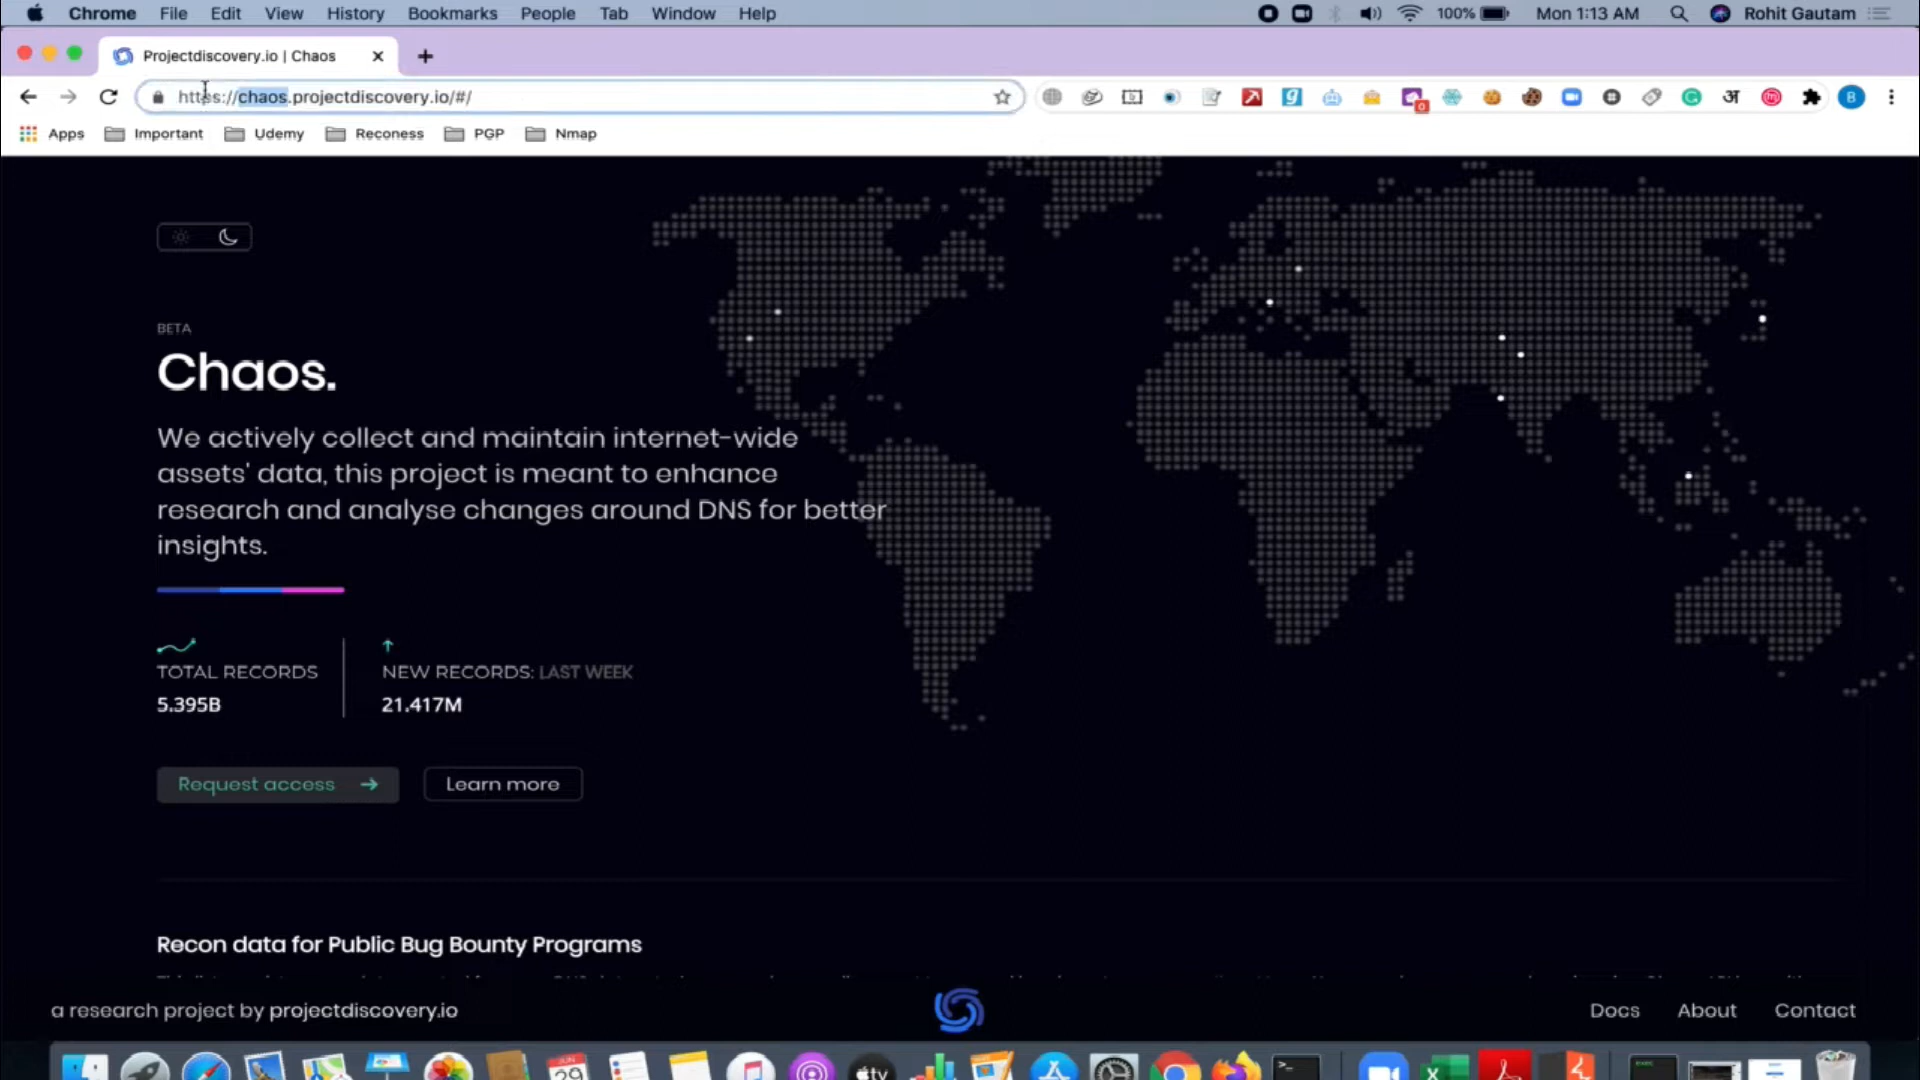 Chrome File Edit View History Bookmarks People Tab Window Help 100% Mon 1:13 AM Rohit Gautam
Projectdiscovery.io | Chaos
https://chaos.projectdiscovery.io/#/
Apps Important Udemy Reconess PGP Nmap
BETA
Chaos.
We actively collect and maintain internet-wide
assets' data, this project is meant to enhance
research and analyse changes around DNS for better
insights.
TOTAL RECORDS
5.395B
NEW RECORDS: LAST WEEK
21.417M
Request access →
Learn more
Recon data for Public Bug Bounty Programs
a research project by projectdiscovery.io
Docs About Contact
JUN
29
tv